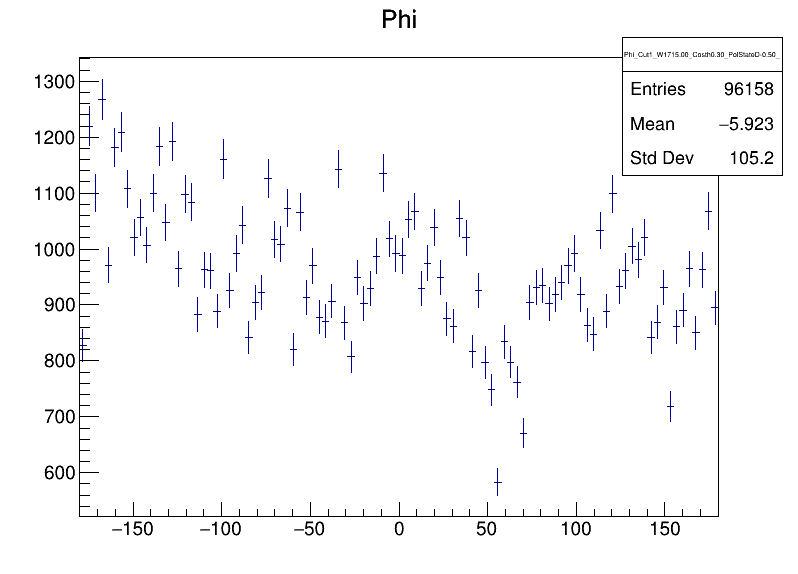 Phi
Phi_Cut1_W1715.00_Costh0.30_PolStateD-0.50_
Entries 96158
Mean −5.923
Std Dev 105.2
1300
1200
1100
1000
900
800
700
600
−150 −100 −50 0 50 100 150